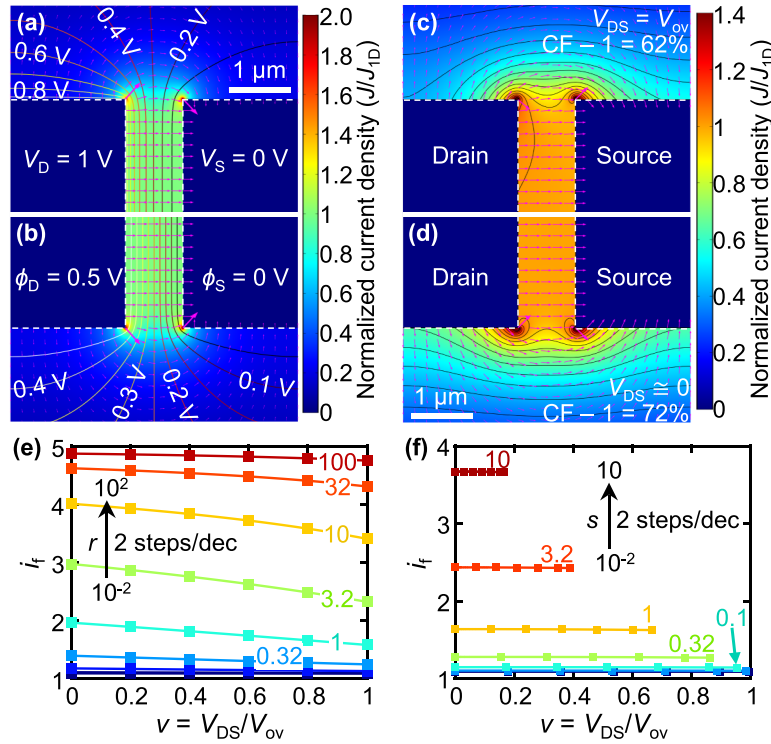 (a)
0.4 V
0.2 V
0.6 V
0.8 V
1 μm
V_D = 1 V
V_S = 0 V
(b)
ϕ_D = 0.5 V
ϕ_S = 0 V
0.4 V
0.3 V
0.2 V
0.1 V
2.0
1.8
1.6
1.4
1.2
1.0
0.8
0.6
0.4
0.2
0
Normalized current density (J/J_1D)
(c)
V_DS = V_ov
CF – 1 = 62%
Drain
Source
(d)
Drain
Source
V_DS ≅ 0
CF – 1 = 72%
1 μm
1.4
1.2
1.0
0.8
0.6
0.4
0.2
0
Normalized current density (J/J_1D)
(e)
5
4
3
2
1
i_f
100
32
10
3.2
1
0.32
10^2
r
2 steps/dec
10^-2
0
0.2
0.4
0.6
0.8
1
v = V_DS/V_ov
(f)
4
3
2
1
i_f
10
3.2
1
0.32
0.1
10
s
2 steps/dec
10^-2
0
0.2
0.4
0.6
0.8
1
v = V_DS/V_ov